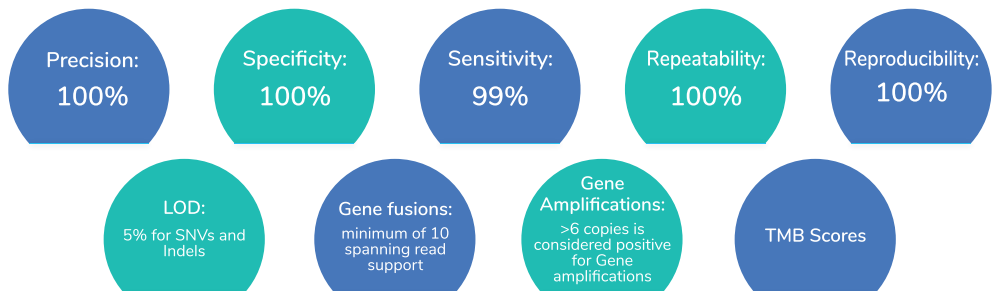 Precision:
100%
Specificity:
100%
Sensitivity:
99%
Repeatability:
100%
Reproducibility:
100%
LOD:
5% for SNVs and
Indels
Gene fusions:
minimum of 10
spanning read
support
Gene
Amplifications:
>6 copies is
considered positive
for Gene
amplifications
TMB Scores